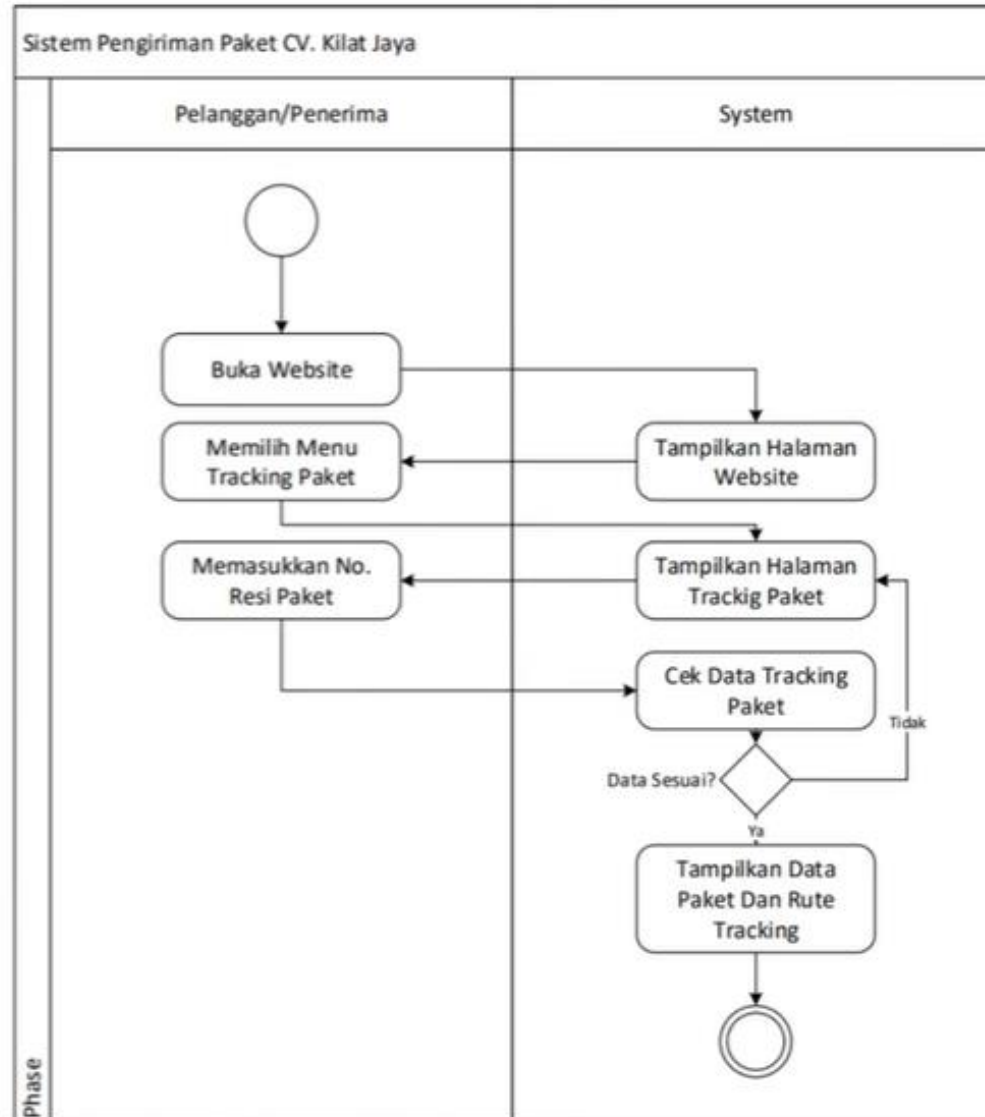 Sistem Pengiriman Paket CV. Kilat Jaya
Pelanggan/Penerima
System
Buka Website
Memilih Menu
Tracking Paket
Tampilkan Halaman
Website
Memasukkan No.
Resi Paket
Tampilkan Halaman
Trackig Paket
Cek Data Tracking
Paket
Tidak
Data Sesuai?
Ya
Tampilkan Data
Paket Dan Rute
Tracking
Phase